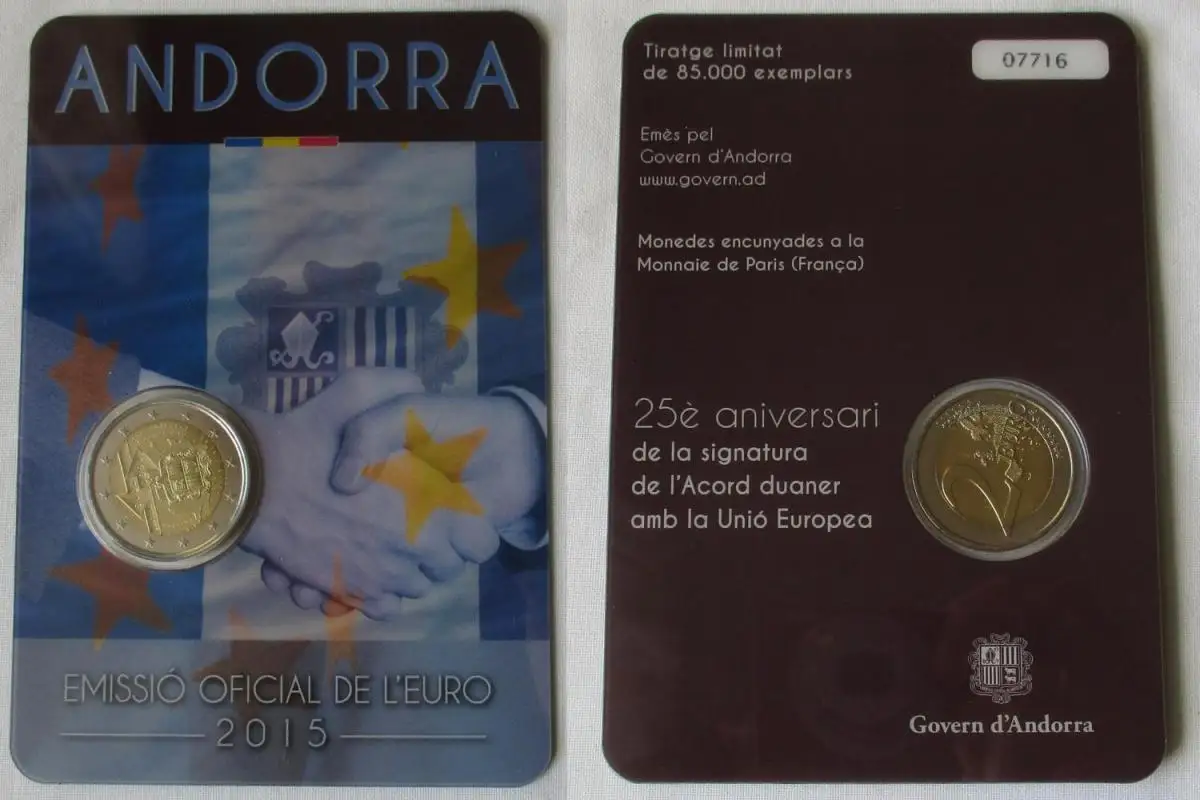 ANDORRA
EMISSIÓ OFICIAL DE L'EURO
2015
Tiratge limitat
de 85.000 exemplars
07716
Emès pel
Govern d'Andorra
www.govern.ad
Monedes encunyades a la
Monnaie de Paris (França)
25è aniversari
de la signatura
de l'Acord duaner
amb la Unió Europea
2
EURO
Govern d'Andorra